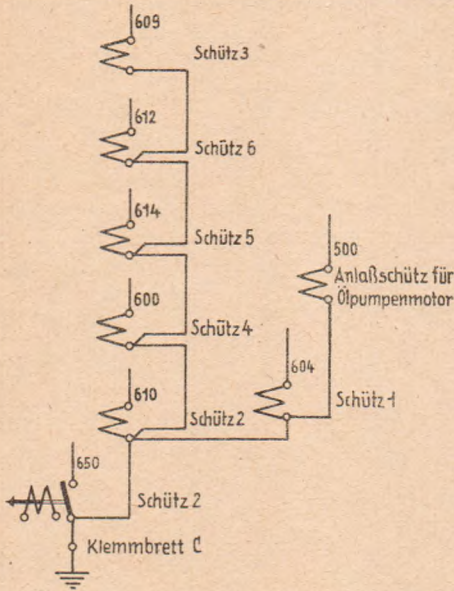 609
Schütz 3
612
Schütz 6
614
Schütz 5
500
Anlaßschütz für
Ölpumpenmotor
600
Schütz 4
604
610
Schütz 2
Schütz 1
650
Schütz 2
Klemmbrett C